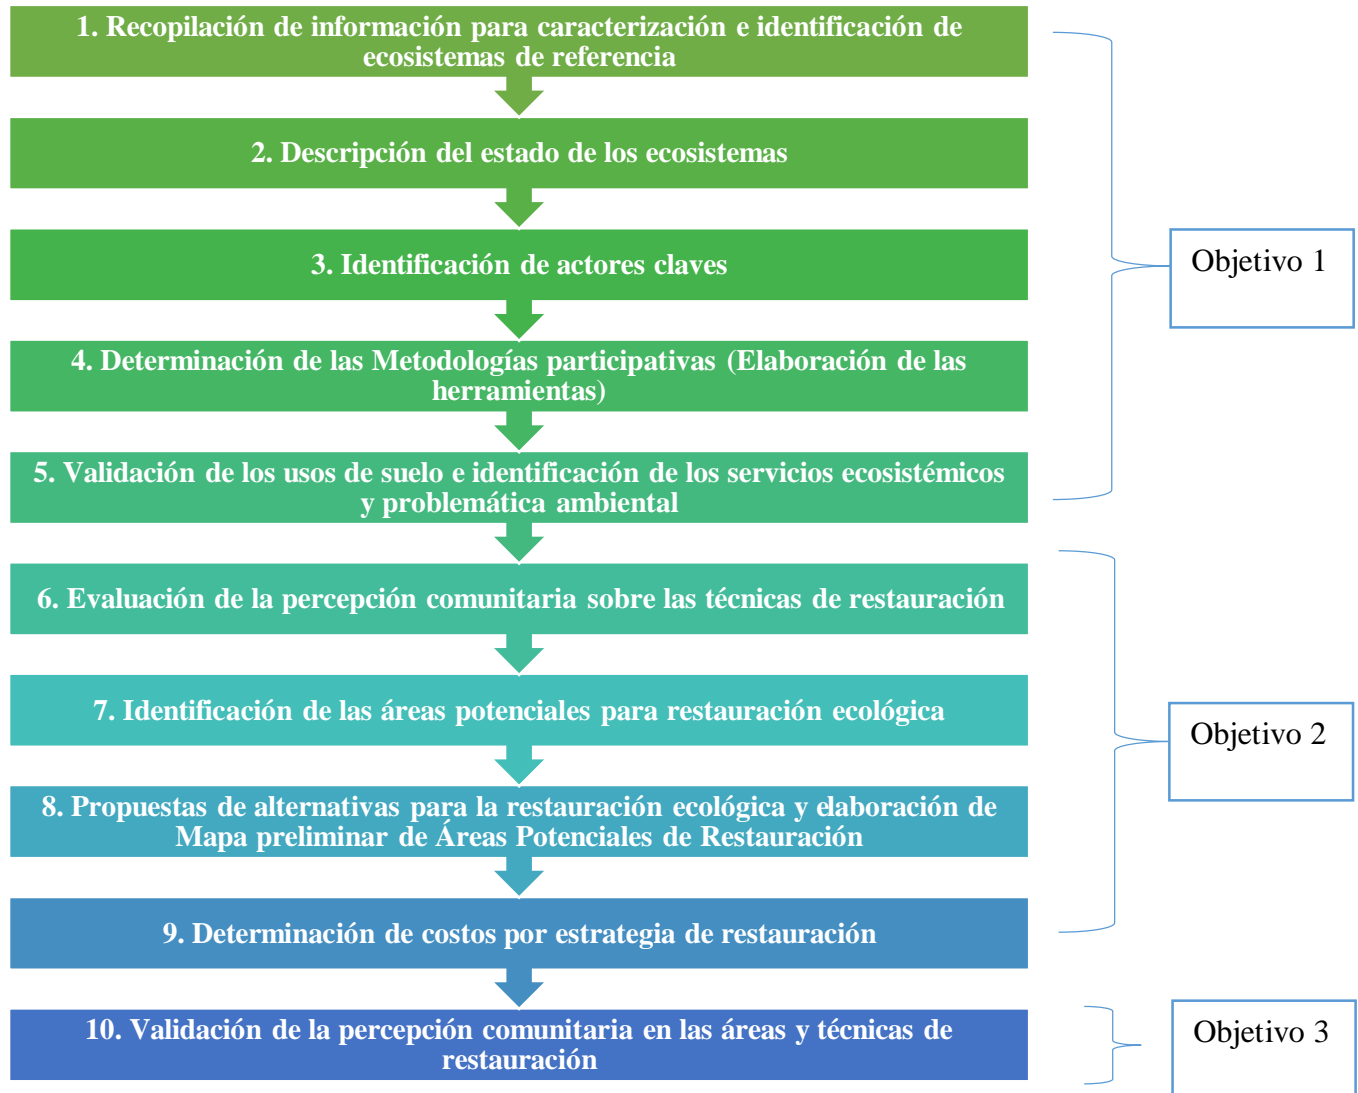 1. Recopilación de información para caracterización e identificación de
ecosistemas de referencia
2. Descripción del estado de los ecosistemas
3. Identificación de actores claves
4. Determinación de las Metodologías participativas (Elaboración de las
herramientas)
5. Validación de los usos de suelo e identificación de los servicios ecosistémicos
y problemática ambiental
Objetivo 1
6. Evaluación de la percepción comunitaria sobre las técnicas de restauración
7. Identificación de las áreas potenciales para restauración ecológica
8. Propuestas de alternativas para la restauración ecológica y elaboración de
Mapa preliminar de Áreas Potenciales de Restauración
9. Determinación de costos por estrategia de restauración
Objetivo 2
10. Validación de la percepción comunitaria en las áreas y técnicas de
restauración
Objetivo 3